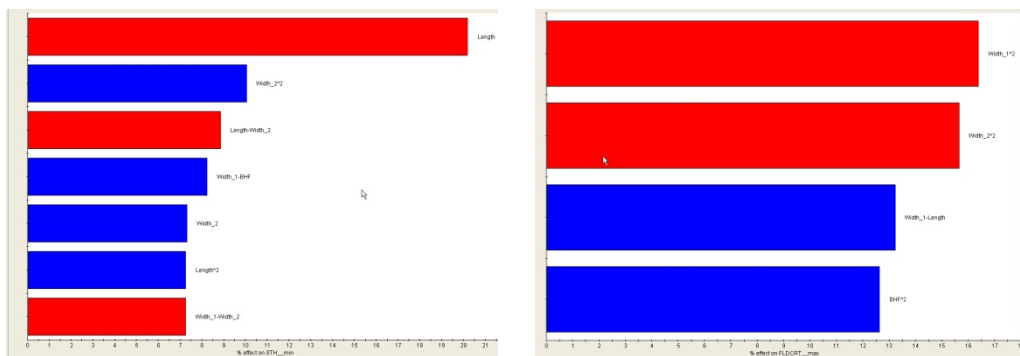 Length
Width_2^2
Length-Width_2
Width_1-BHF
Width_2
Length^2
Width_1-Width_2
0 1 2 3 4 5 6 7 8 9 10 11 12 13 14 15 16 17 18 19 20 21
% effect on STH__min
Width_1^2
Width_2^2
Width_1-Length
BHF^2
0 1 2 3 4 5 6 7 8 9 10 11 12 13 14 15 16 17
% effect on FLDCRT__max